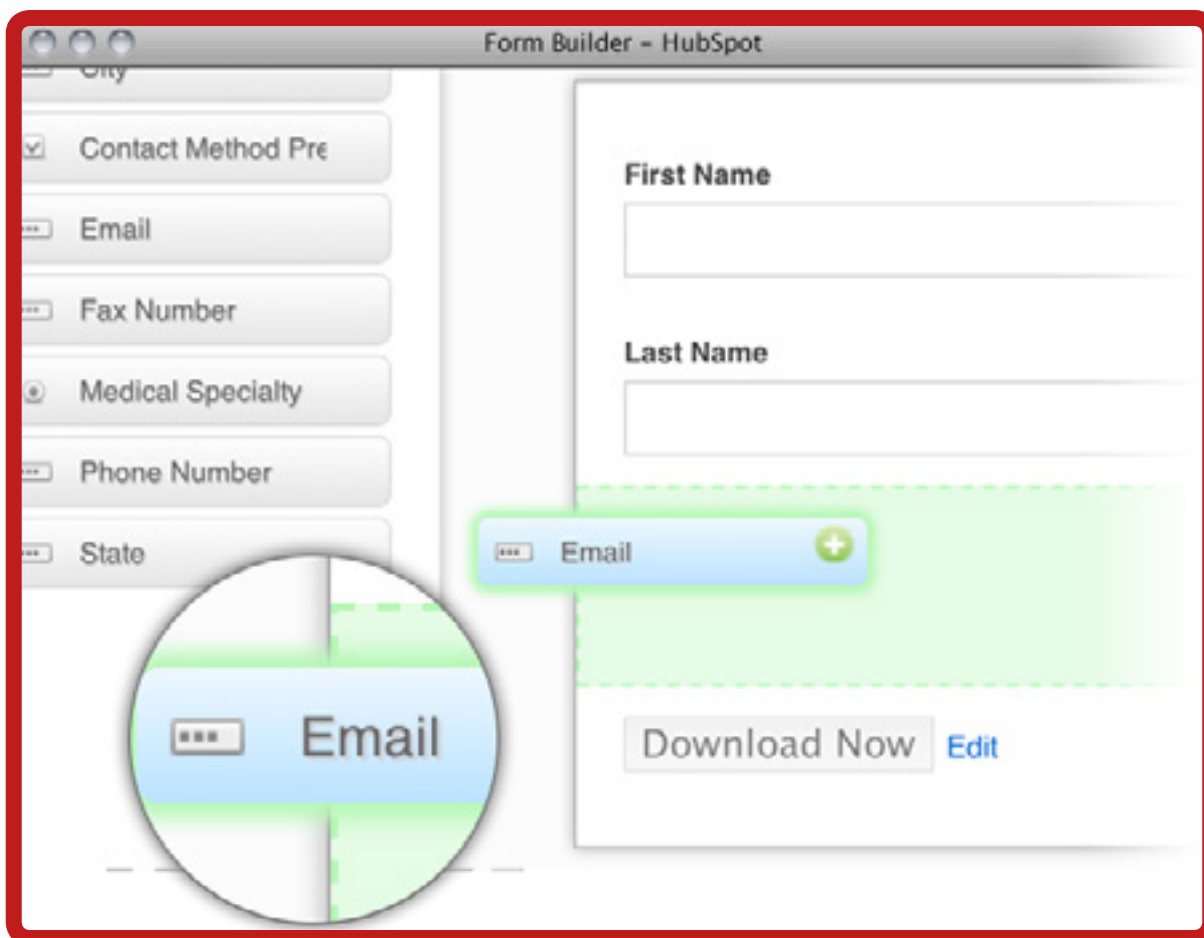 Form Builder – HubSpot
City
Contact Method Pre
Email
Fax Number
Medical Specialty
Phone Number
State
First Name
Last Name
Email
Download Now Edit
Email